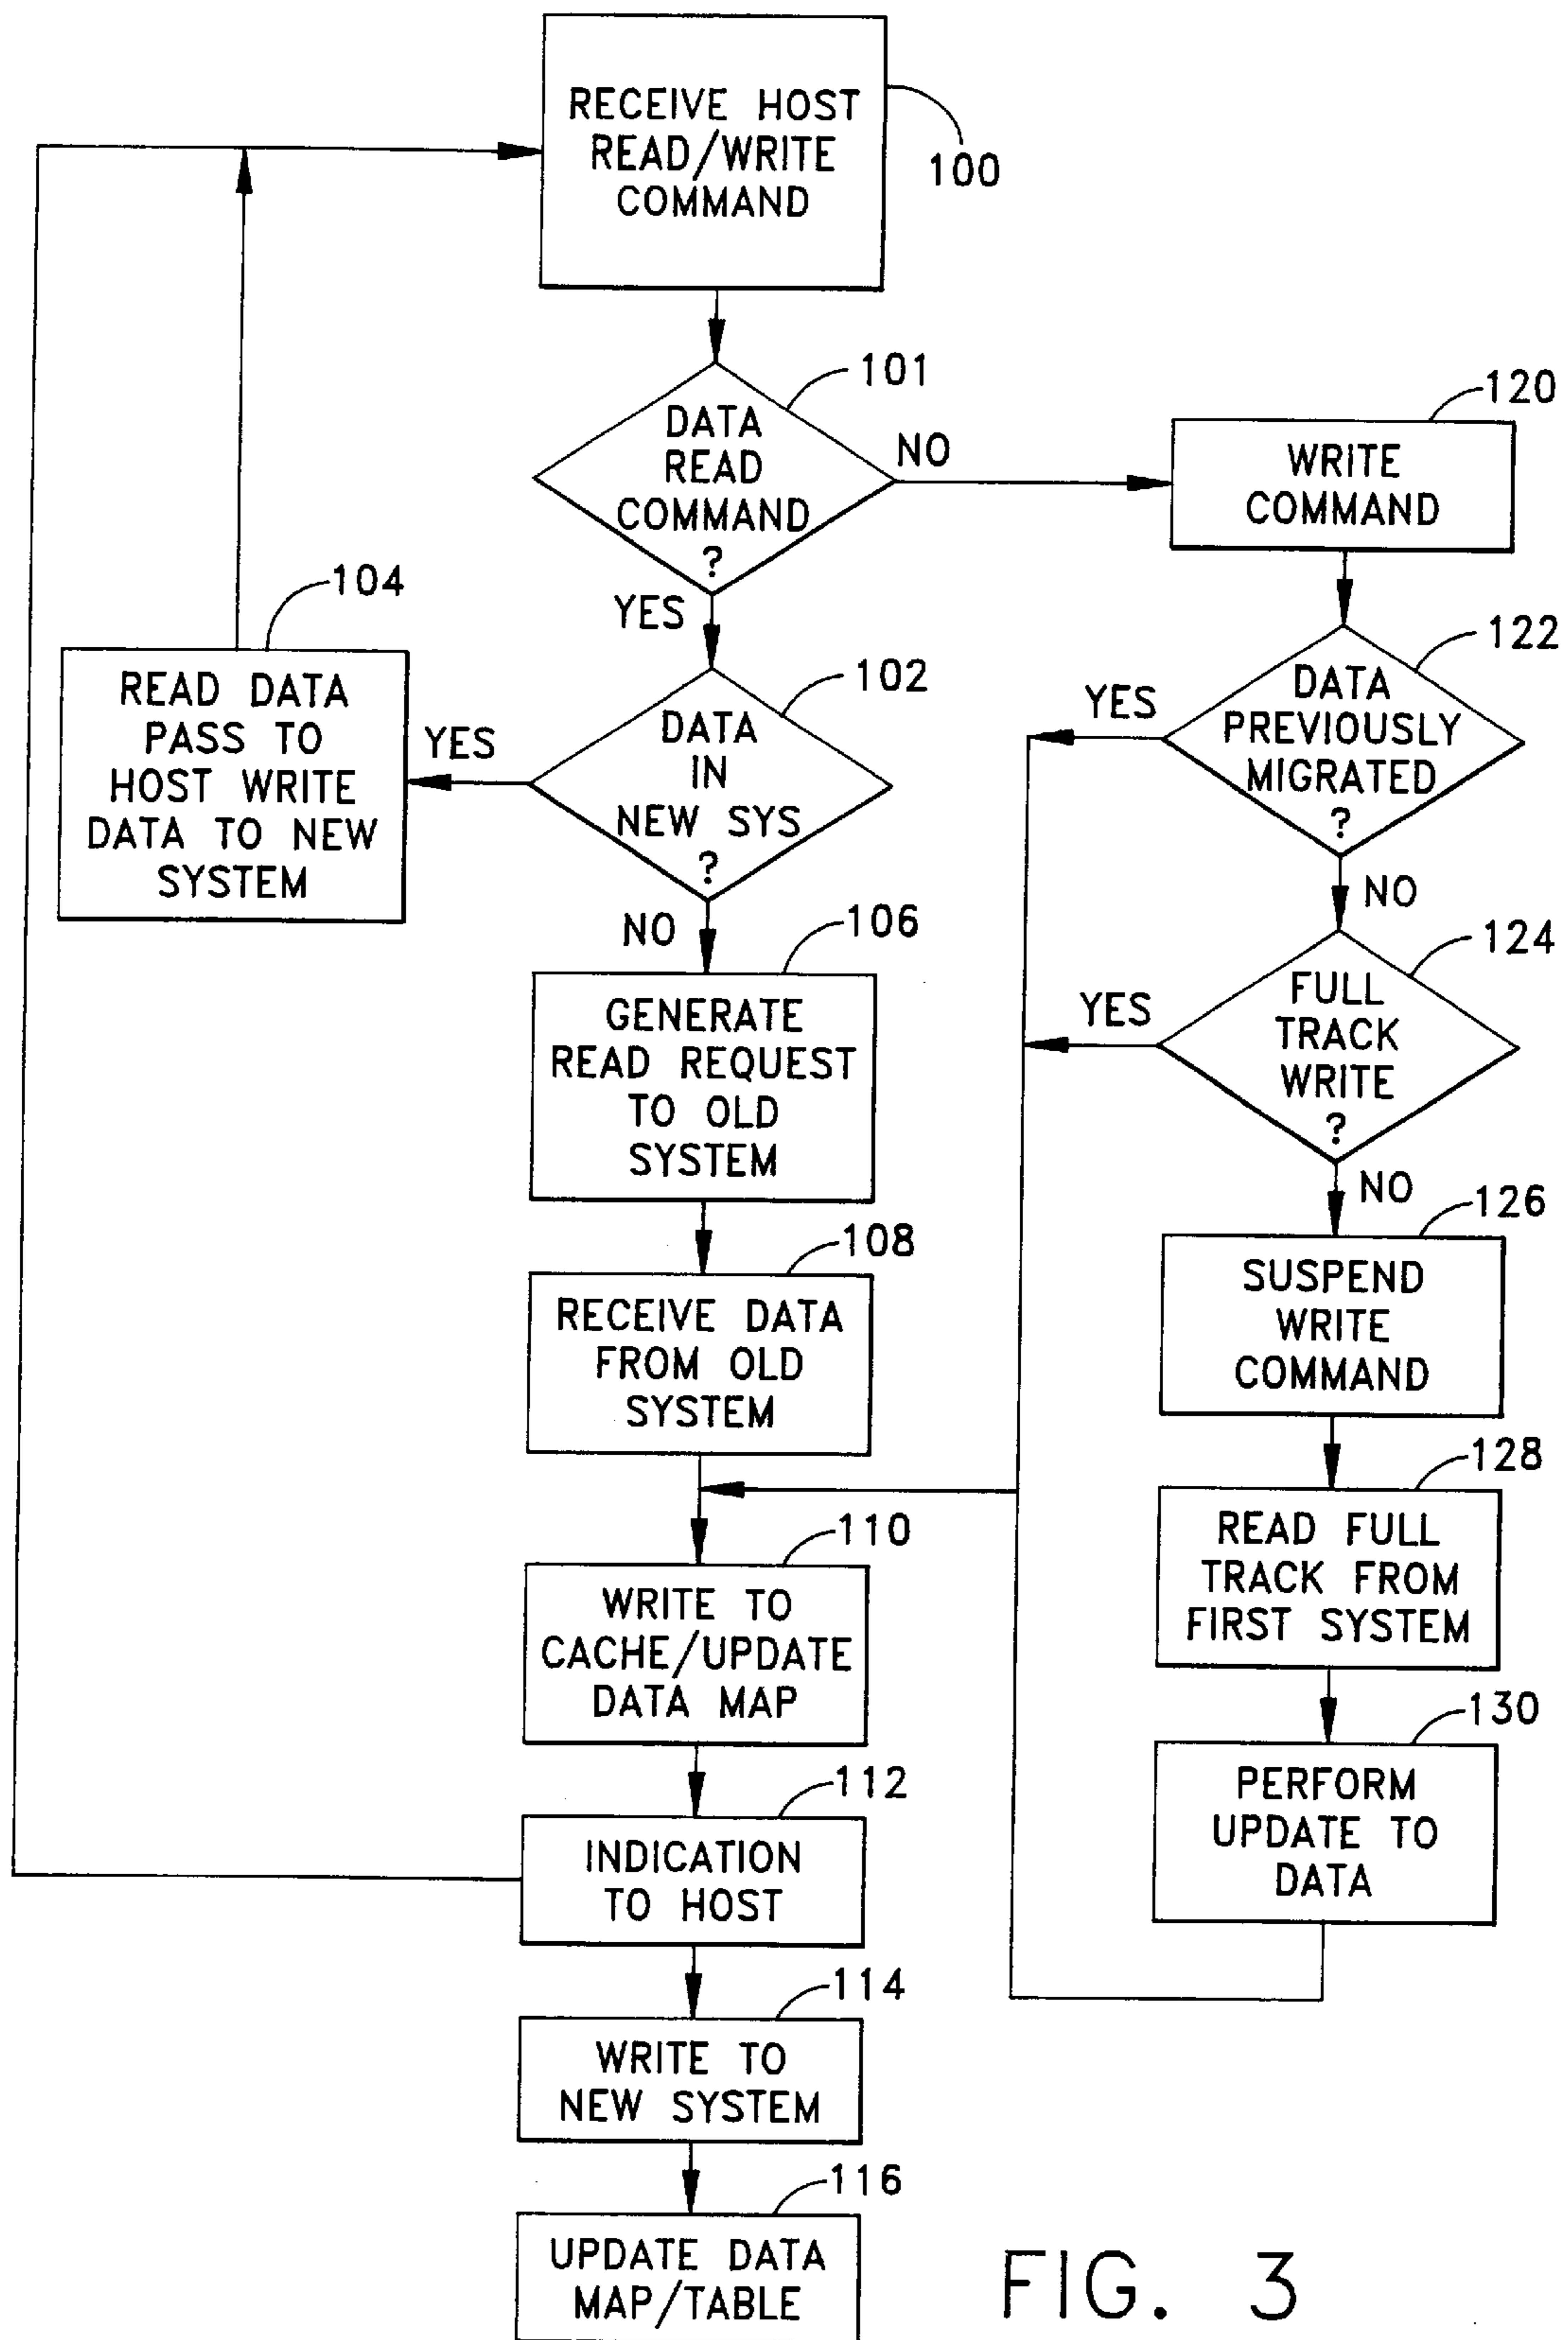 RECEIVE HOST
READ/WRITE
COMMAND
100
DATA
READ
COMMAND
?
101
NO
YES
WRITE
COMMAND
120
DATA
PREVIOUSLY
MIGRATED
?
122
YES
NO
READ DATA
PASS TO
HOST WRITE
DATA TO NEW
SYSTEM
104
YES
DATA
IN
NEW SYS
?
102
NO
FULL
TRACK
WRITE
?
124
YES
NO
GENERATE
READ REQUEST
TO OLD
SYSTEM
106
RECEIVE DATA
FROM OLD
SYSTEM
108
SUSPEND
WRITE
COMMAND
126
READ FULL
TRACK FROM
FIRST SYSTEM
128
WRITE TO
CACHE/UPDATE
DATA MAP
110
PERFORM
UPDATE TO
DATA
130
INDICATION
TO HOST
112
WRITE TO
NEW SYSTEM
114
UPDATE DATA
MAP/TABLE
116
FIG. 3